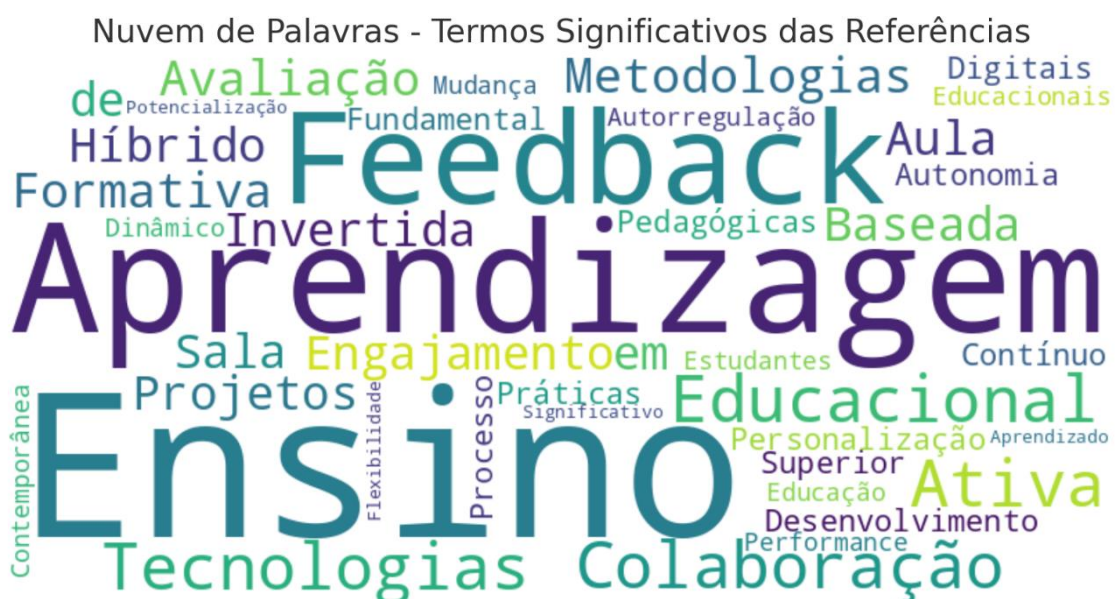 Nuvem de Palavras - Termos Significativos das Referências
Avaliação
Mudança
Metodologias
Digitais
de
Potencialização
Educacionais
Fundamental
Autorregulação
Híbrido
Feedback
Aula
Formativa
Autonomia
Dinâmico
Invertida
Pedagógicas
Baseada
Aprendizagem
Sala
Engajamento
em
Estudantes
Contínuo
Projetos
Práticas
Educacional
Significativo
Contemporânea
Flexibilidade
Processo
Ensino
Personalização
Aprendizado
Superior
Educação
Ativa
Desenvolvimento
Performance
Tecnologias
Colaboração